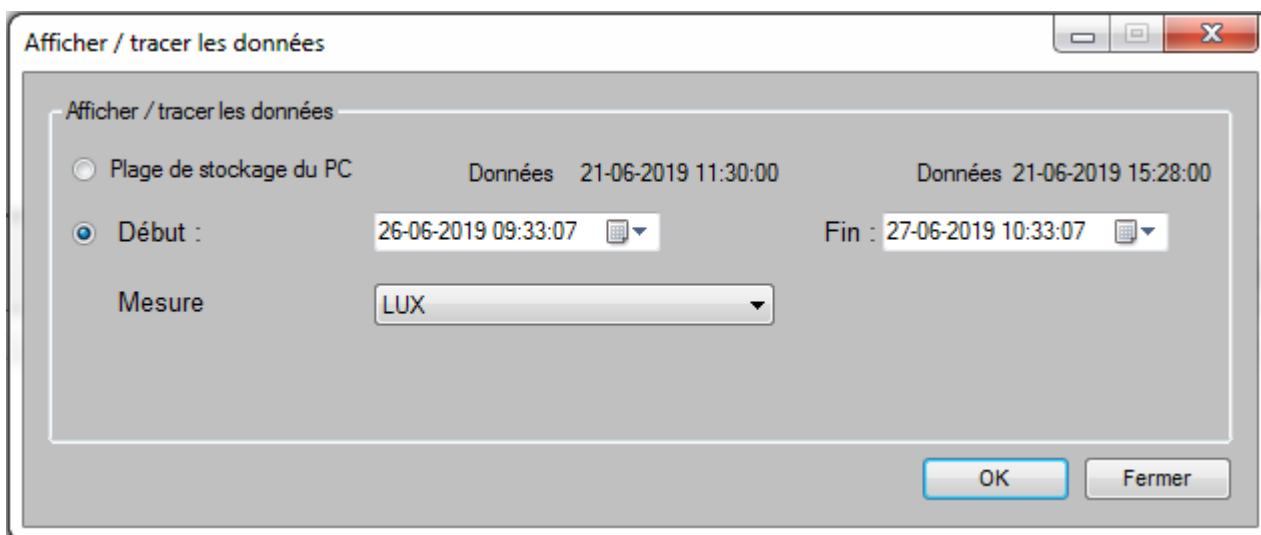 Afficher / tracer les données
Afficher / tracer les données
Plage de stockage du PC Données 21-06-2019 11:30:00 Données 21-06-2019 15:28:00
Début : 26-06-2019 09:33:07 Fin : 27-06-2019 10:33:07
Mesure LUX
OK Fermer